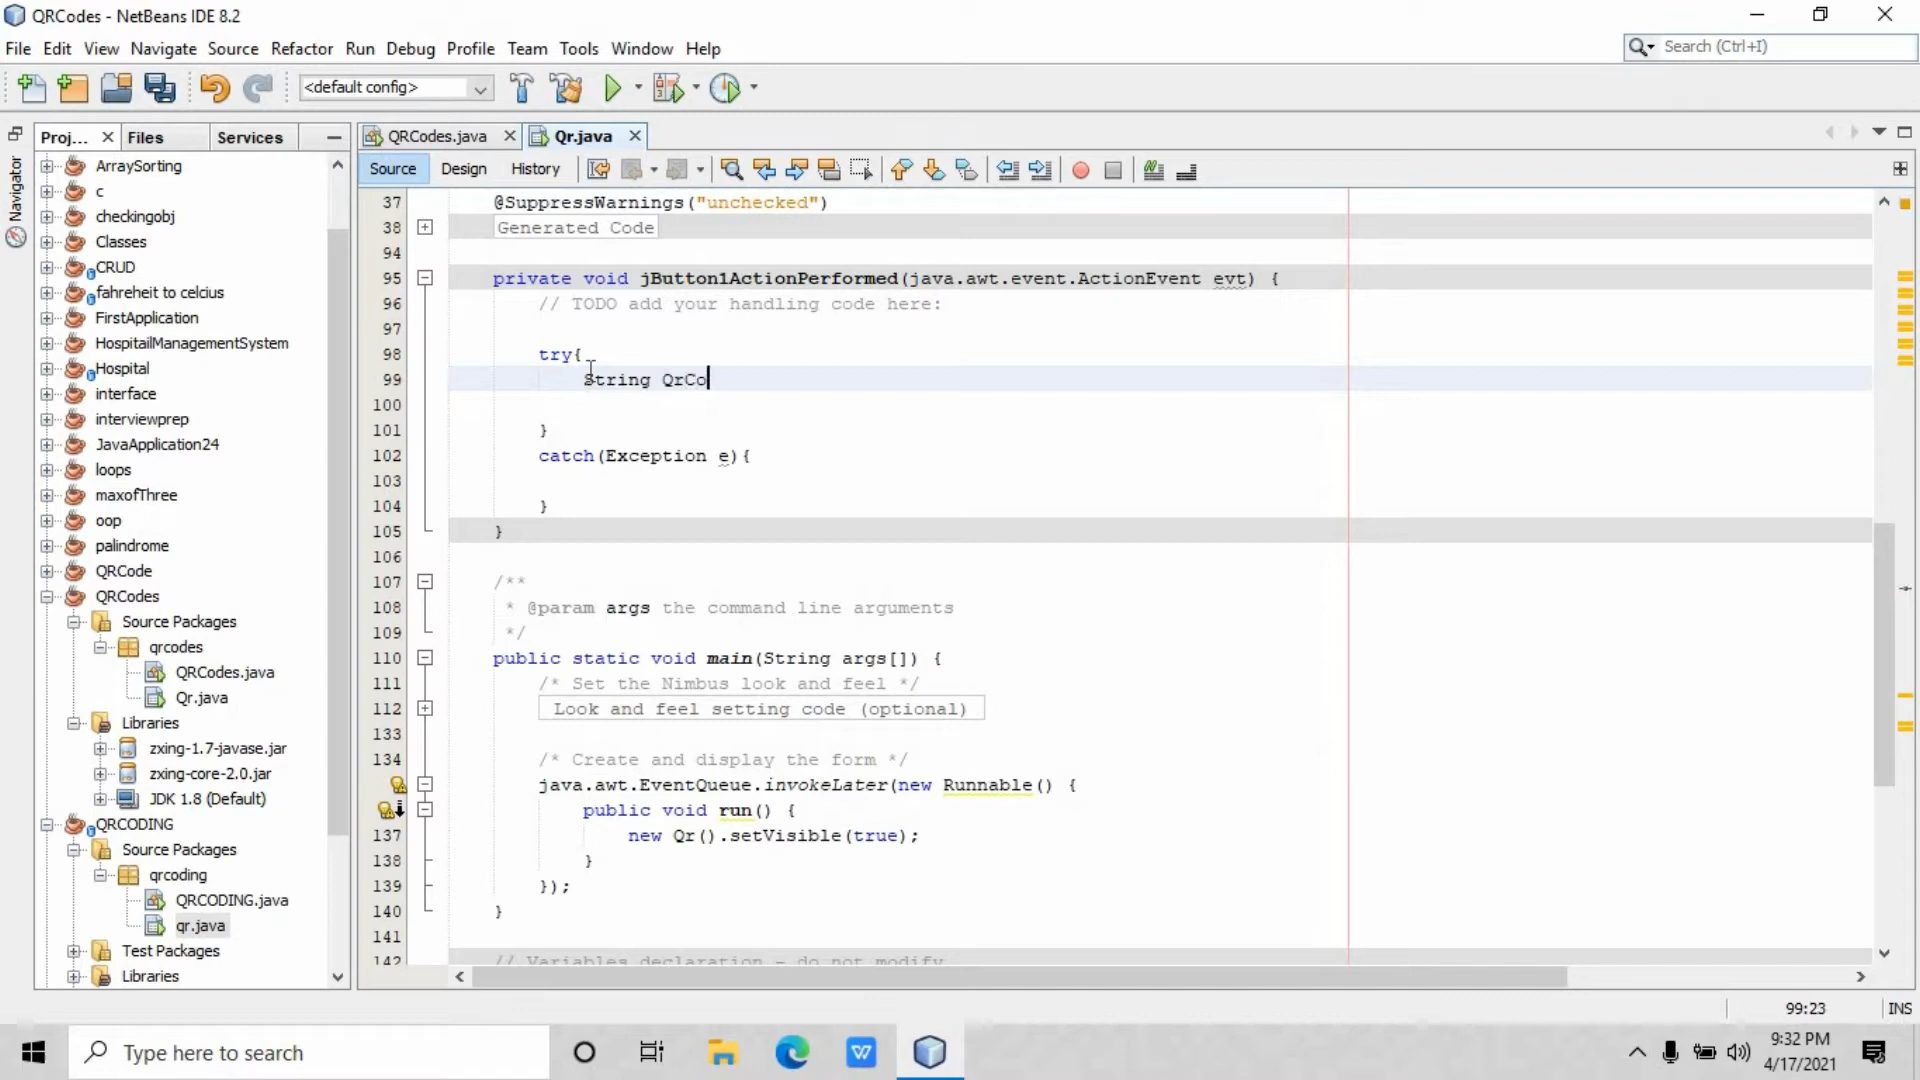 QRCodes - NetBeans IDE 8.2
File Edit View Navigate Source Refactor Run Debug Profile Team Tools Window Help
Search (Ctrl+I)
<default config>
Proj... Files Services
QRCodes.java Qr.java
Source Design History
Navigator
ArraySorting
c
checkingobj
Classes
CRUD
fahreheit to celcius
FirstApplication
HospitailManagementSystem
Hospital
interface
interviewprep
JavaApplication24
loops
maxofThree
oop
palindrome
QRCode
QRCodes
Source Packages
qrcodes
QRCodes.java
Qr.java
Libraries
zxing-1.7-javase.jar
zxing-core-2.0.jar
JDK 1.8 (Default)
QRCODING
Source Packages
qrcoding
QRCODING.java
qr.java
Test Packages
Libraries
37 @SuppressWarnings("unchecked")
38 Generated Code
94
95 private void jButton1ActionPerformed(java.awt.event.ActionEvent evt) {
96 // TODO add your handling code here:
97
98 try{
99 String QrCo
100
101 }
102 catch(Exception e){
103
104 }
105 }
106
107 /**
108 * @param args the command line arguments
109 */
110 public static void main(String args[]) {
111 /* Set the Nimbus look and feel */
112 Look and feel setting code (optional)
133
134 /* Create and display the form */
java.awt.EventQueue.invokeLater(new Runnable() {
public void run() {
137 new Qr().setVisible(true);
138 }
139 });
140 }
141
142 // Variables declaration - do not modify
99:23 INS
Type here to search
9:32 PM
4/17/2021